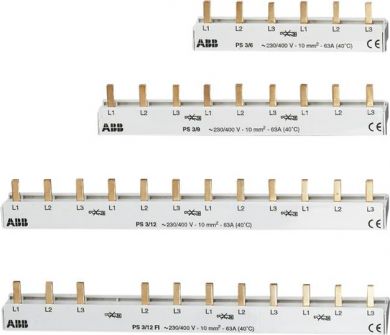 L1 L2 L3 L1 L2 L3
ABB PS 3/6 ~230/400 V - 10 mm² - 63A (40°C) CE
L1 L2 L3 L1 L2 L3 L1 L2 L3
ABB PS 3/9 ~230/400 V - 10 mm² - 63A (40°C) CE
L1 L2 L3 L1 L2 L3 L1 L2 L3 L1 L2 L3
ABB PS 3/12 ~230/400 V - 10 mm² - 63A (40°C) CE
L1 L2 L3 L1 L2 L3 L1 L2 L3 L1 L2 L3
ABB PS 3/12 FI ~230/400 V - 10 mm² - 63A (40°C) CE